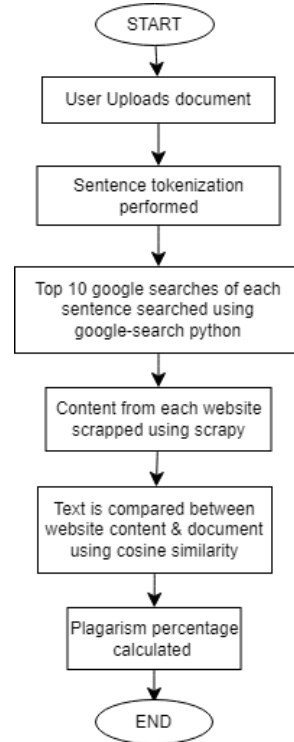 START
User Uploads document
Sentence tokenization
performed
Top 10 google searches of each
sentence searched using
google-search python
Content from each website
scrapped using scrapy
Text is compared between
website content & document
using cosine similarity
Plagarism percentage
calculated
END